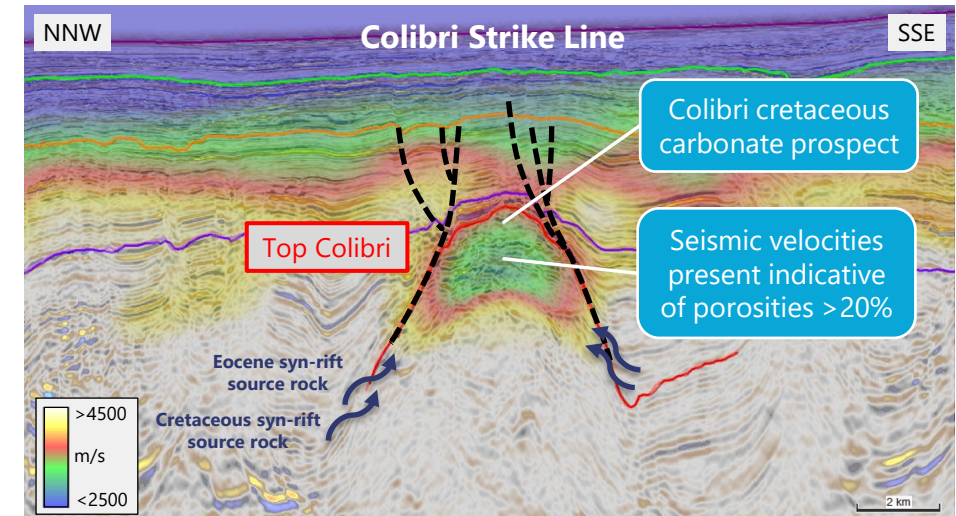 NNW
Colibri Strike Line
SSE
Colibri cretaceous
carbonate prospect
Top Colibri
Seismic velocities
present indicative
of porosities >20%
Eocene syn-rift
source rock
Cretaceous syn-rift
source rock
>4500
m/s
<2500
2 km